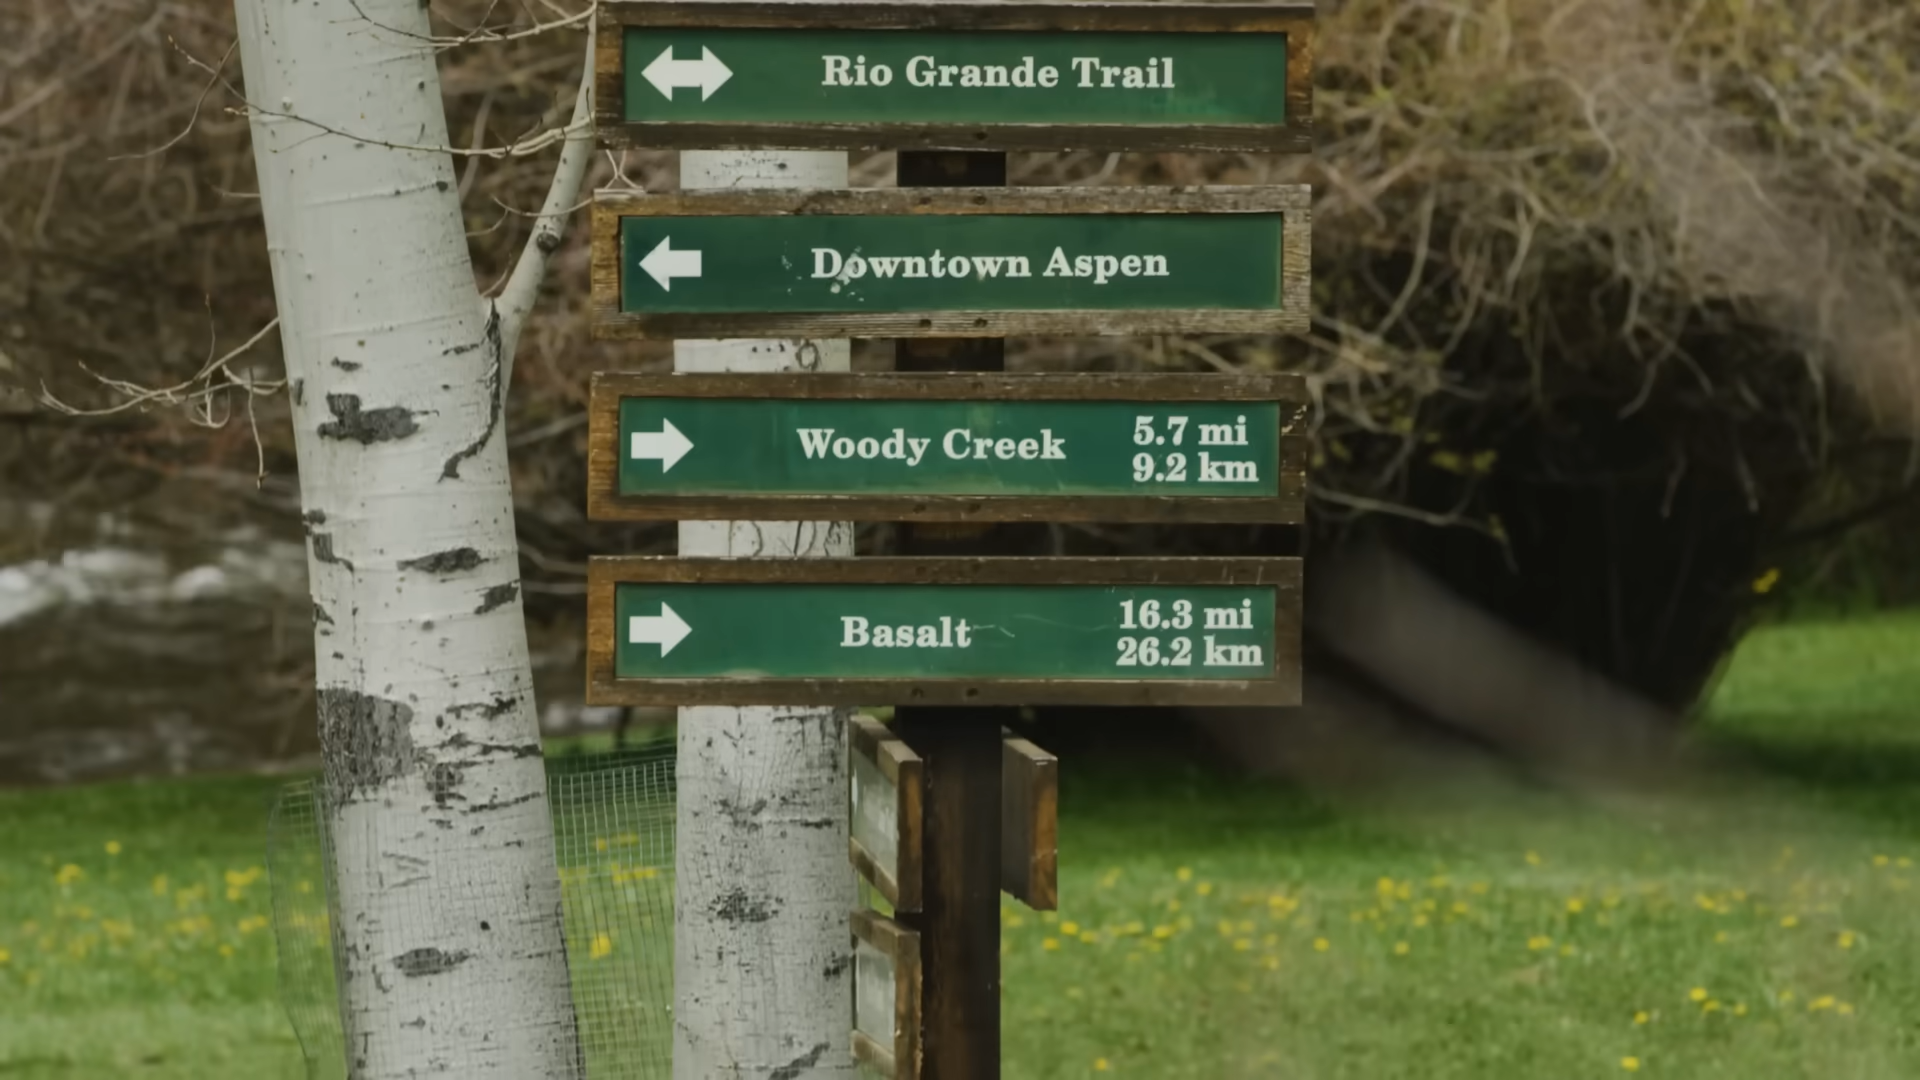 Rio Grande Trail
Downtown Aspen
Woody Creek
5.7 mi
9.2 km
Basalt
16.3 mi
26.2 km